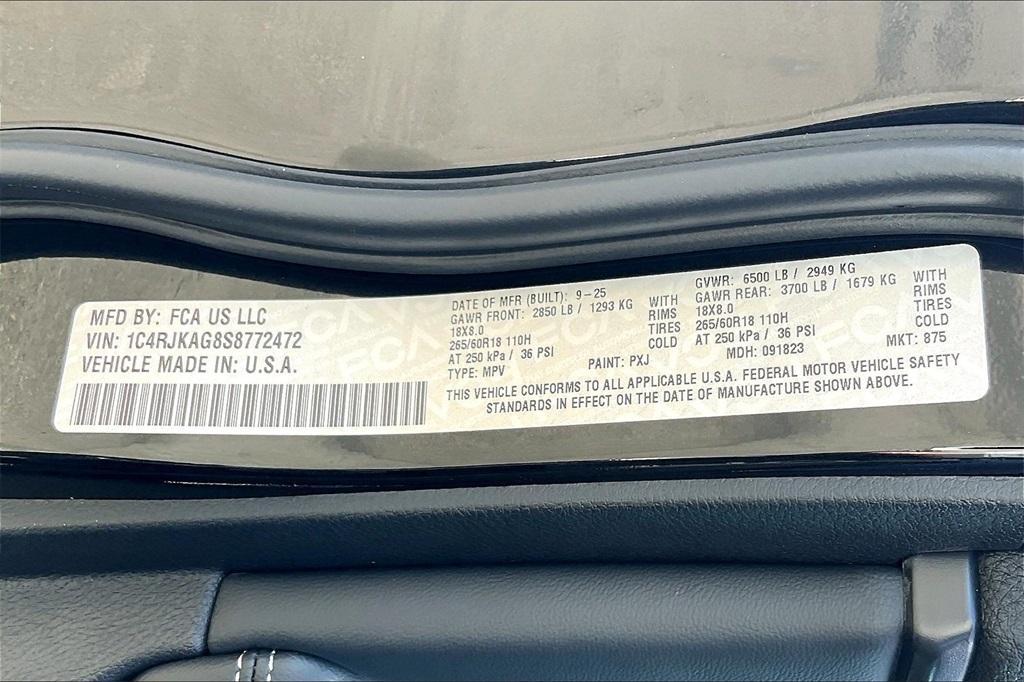 MFD BY: FCA US LLC
VIN: 1C4RJKAG8S8772472
VEHICLE MADE IN: U.S.A.
DATE OF MFR (BUILT): 9-25
GAWR FRONT: 2850 LB / 1293 KG WITH
18X8.0 RIMS
265/60R18 110H TIRES
AT 250 kPa / 36 PSI COLD
TYPE: MPV PAINT: PXJ
GVWR: 6500 LB / 2949 KG
GAWR REAR: 3700 LB / 1679 KG WITH
18X8.0 RIMS
265/60R18 110H TIRES
AT 250 kPa / 36 PSI COLD
MDH: 091823 MKT: 875
THIS VEHICLE CONFORMS TO ALL APPLICABLE U.S.A. FEDERAL MOTOR VEHICLE SAFETY
STANDARDS IN EFFECT ON THE DATE OF MANUFACTURE SHOWN ABOVE.